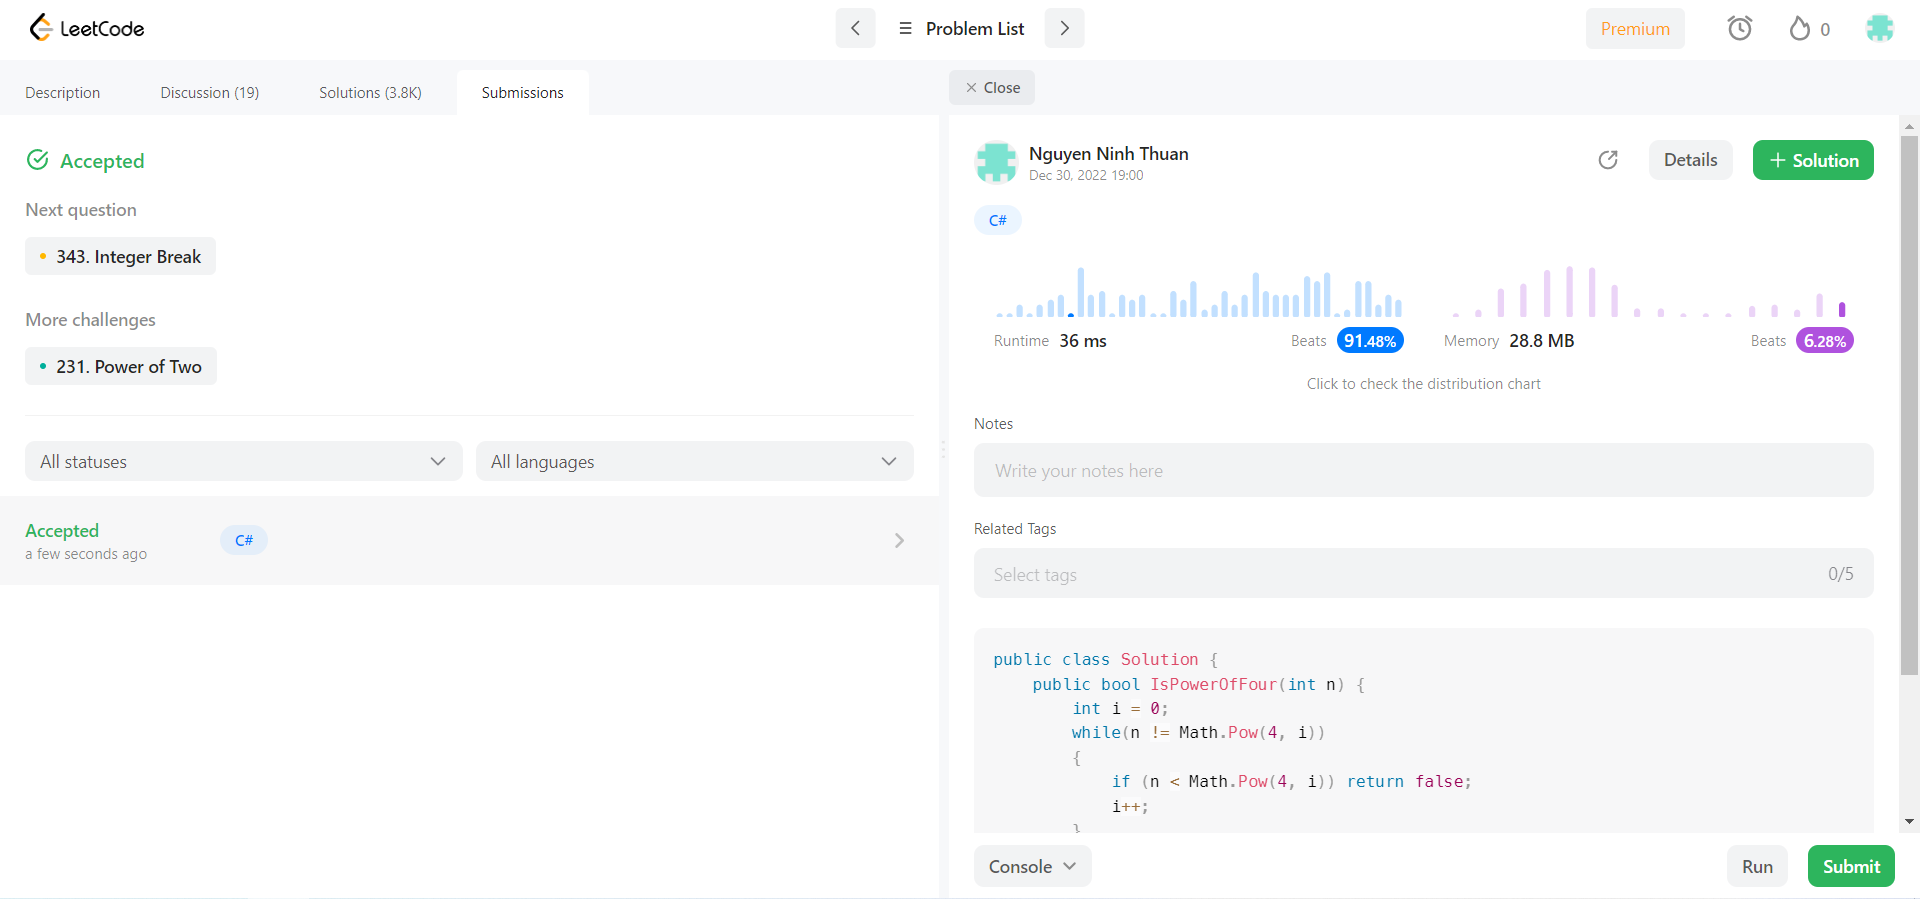 LeetCode
Problem List
Premium
0
Description
Discussion (19)
Solutions (3.8K)
Submissions
Close
Accepted
Next question
343. Integer Break
More challenges
231. Power of Two
All statuses
All languages
Accepted
a few seconds ago
C#
Nguyen Ninh Thuan
Dec 30, 2022 19:00
Details
+ Solution
C#
Runtime 36 ms
Beats 91.48%
Memory 28.8 MB
Beats 6.28%
Click to check the distribution chart
Notes
Write your notes here
Related Tags
Select tags
0/5
public class Solution {
    public bool IsPowerOfFour(int n) {
        int i = 0;
        while(n != Math.Pow(4, i))
        {
            if (n < Math.Pow(4, i)) return false;
            i++;
        }
Console
Run
Submit